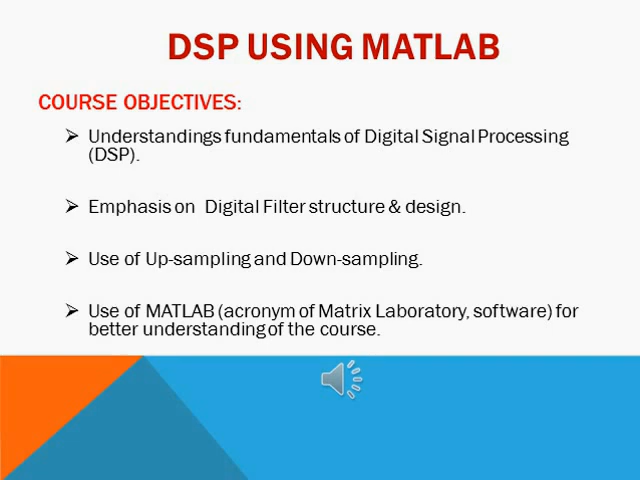 DSP USING MATLAB
COURSE OBJECTIVES:
➢ Understandings fundamentals of Digital Signal Processing
(DSP).
➢ Emphasis on Digital Filter structure & design.
➢ Use of Up-sampling and Down-sampling.
➢ Use of MATLAB (acronym of Matrix Laboratory, software) for
better understanding of the course.